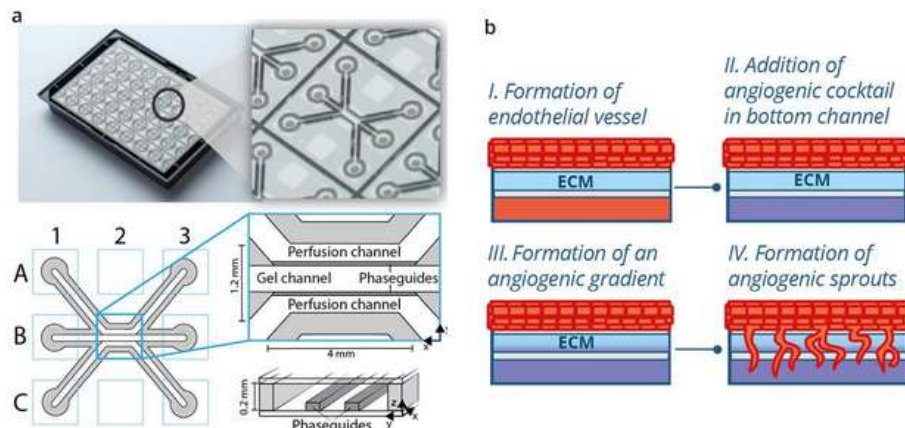 a
1 2 3
A
B
C
1.2 mm
Perfusion channel
Gel channel Phaseguides
Perfusion channel
x
4 mm
0.2 mm
Phaseguides
z
y x
b
I. Formation of
endothelial vessel
ECM
II. Addition of
angiogenic cocktail
in bottom channel
ECM
III. Formation of an
angiogenic gradient
ECM
IV. Formation of
angiogenic sprouts